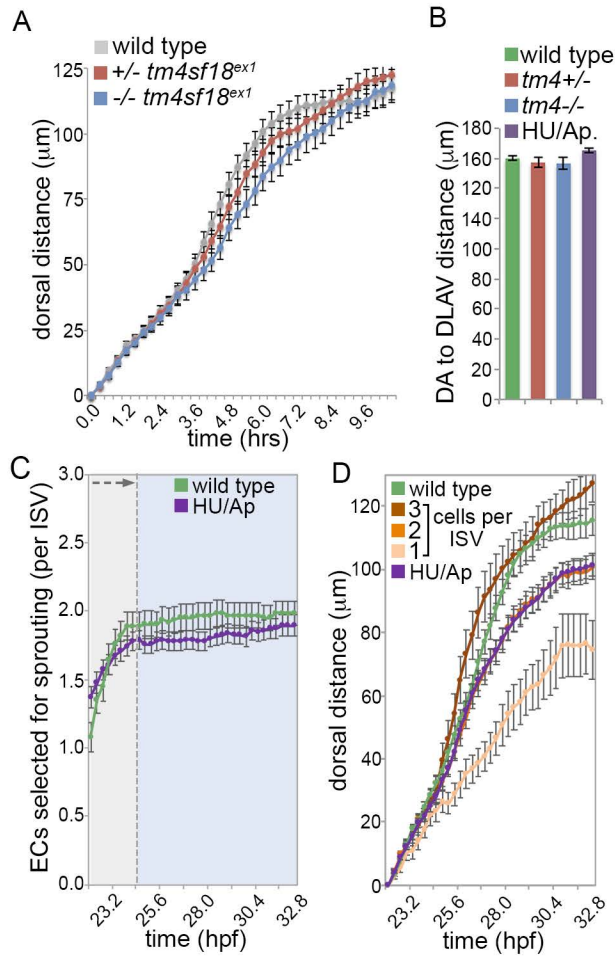 A
wild type
+/- tm4sf18ex1
-/- tm4sf18ex1
125
100
75
50
25
0
dorsal distance (μm)
0.0 1.2 2.4 3.6 4.8 6.0 7.2 8.4 9.6
time (hrs)
B
wild type
tm4+/-
tm4-/-
HU/Ap.
180
160
140
120
100
80
60
40
20
0
DA to DLAV distance (μm)
C
wild type
HU/Ap
3.0
2.5
2.0
1.5
1.0
0.5
0.0
ECs selected for sprouting (per ISV)
23.2 25.6 28.0 30.4 32.8
time (hpf)
D
wild type
3
2
1
cells per
ISV
HU/Ap
120
100
80
60
40
20
0
dorsal distance (μm)
23.2 25.6 28.0 30.4 32.8
time (hpf)